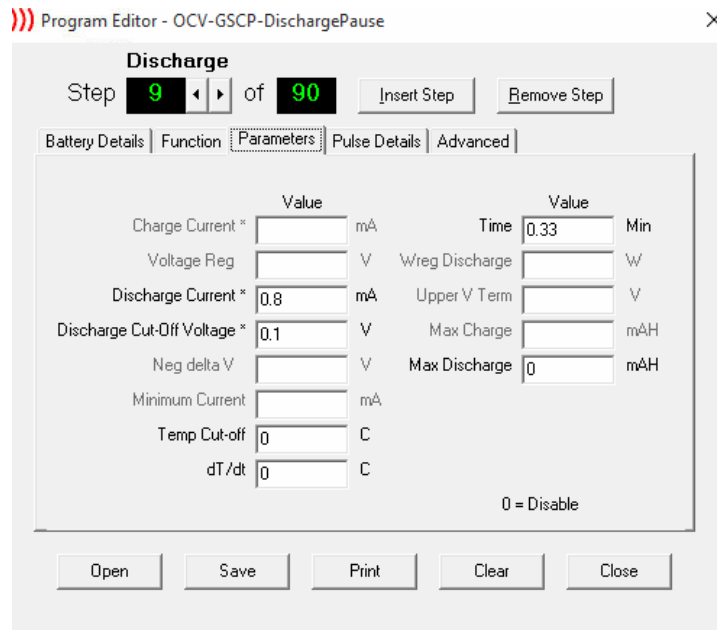 Program Editor - OCV-GSCP-DischargePause
Discharge
Step 9 of 90 Insert Step Remove Step
Battery Details Function Parameters Pulse Details Advanced
Value Value
Charge Current * mA Time 0.33 Min
Voltage Reg V Wreg Discharge W
Discharge Current * 0.8 mA Upper V Term V
Discharge Cut-Off Voltage * 0.1 V Max Charge mAH
Neg delta V V Max Discharge 0 mAH
Minimum Current mA
Temp Cut-off 0 C
dT/dt 0 C
0 = Disable
Open Save Print Clear Close